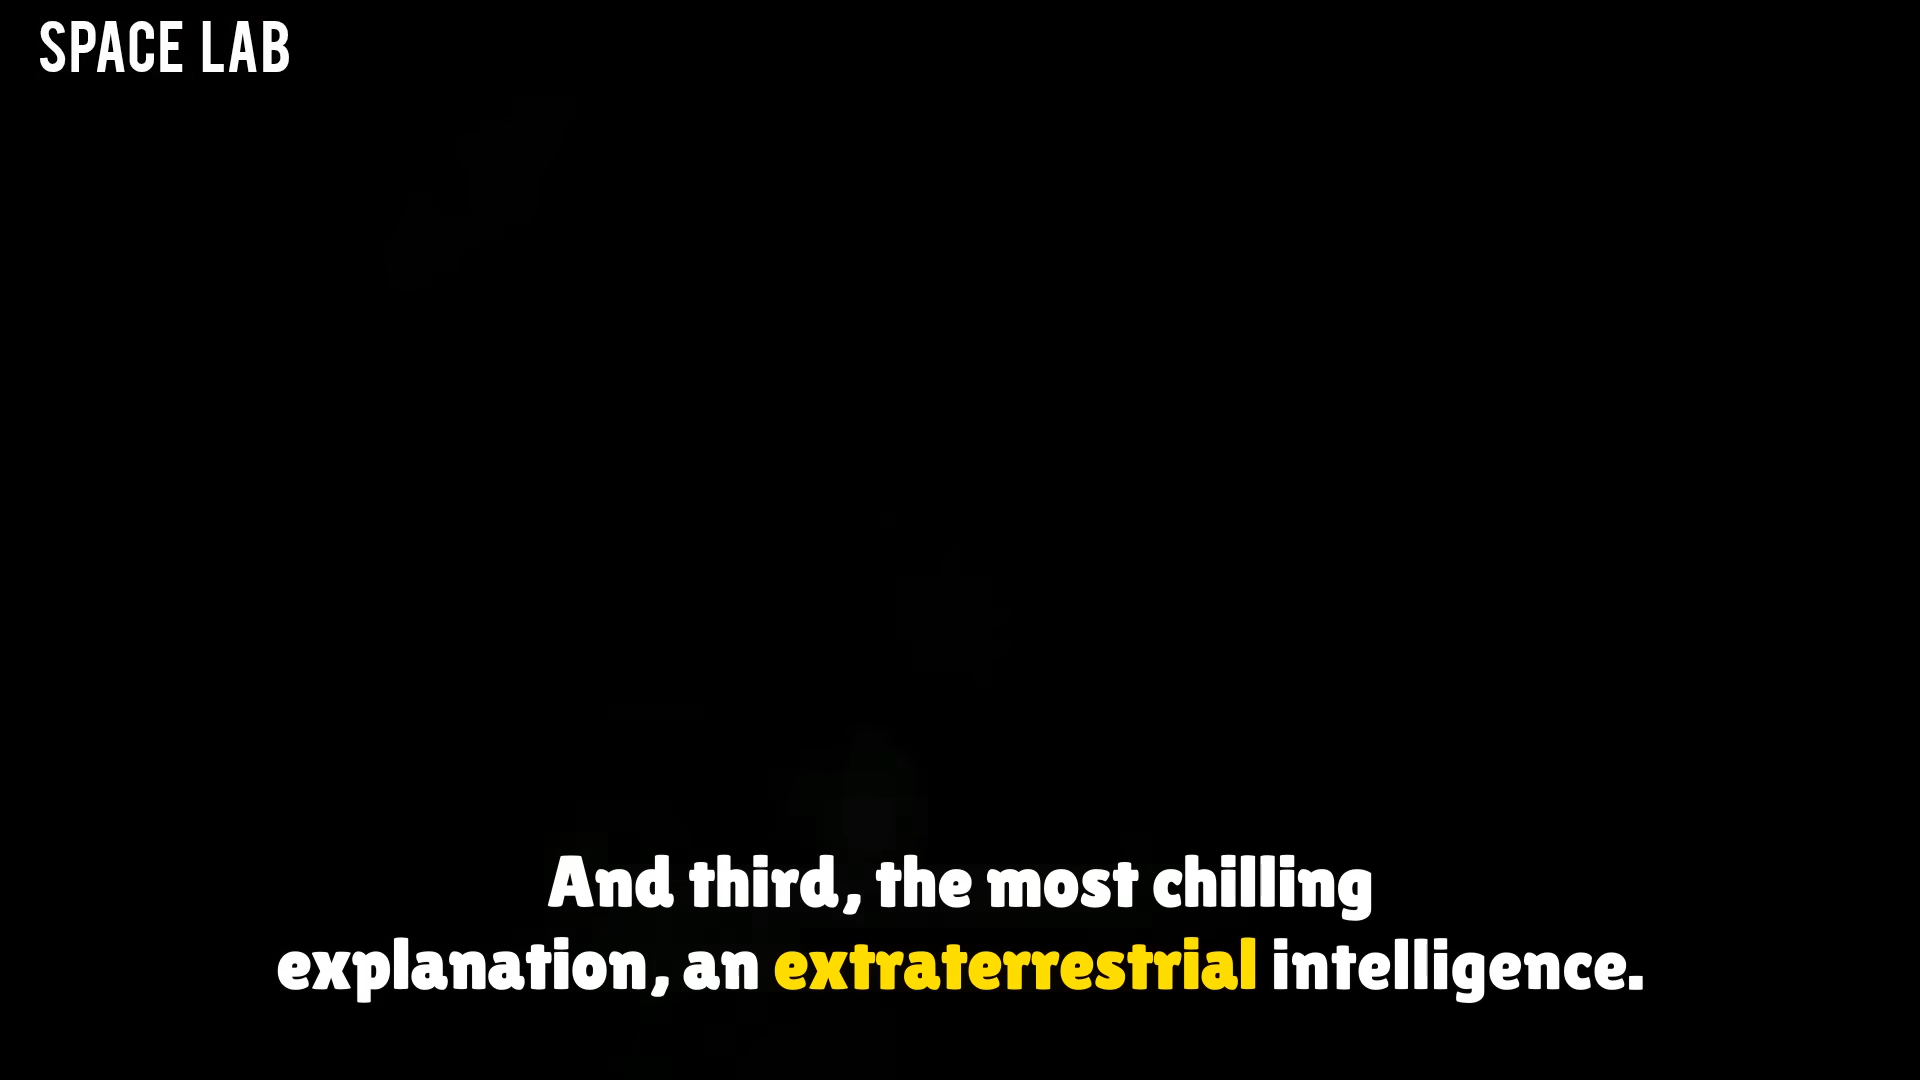 SPACE LAB
And third, the most chilling
explanation, an extraterrestrial intelligence.